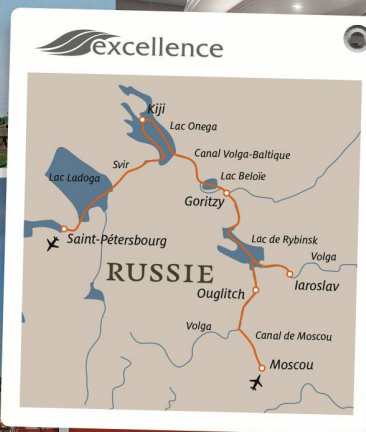 excellence
Kiji
Lac Onega
Canal Volga-Baltique
Svir
Lac Beloïe
Lac Ladoga
Goritzy
Saint-Pétersbourg
Lac de Rybinsk
Volga
RUSSIE
Iaroslav
Ouglitch
Volga
Canal de Moscou
Moscou